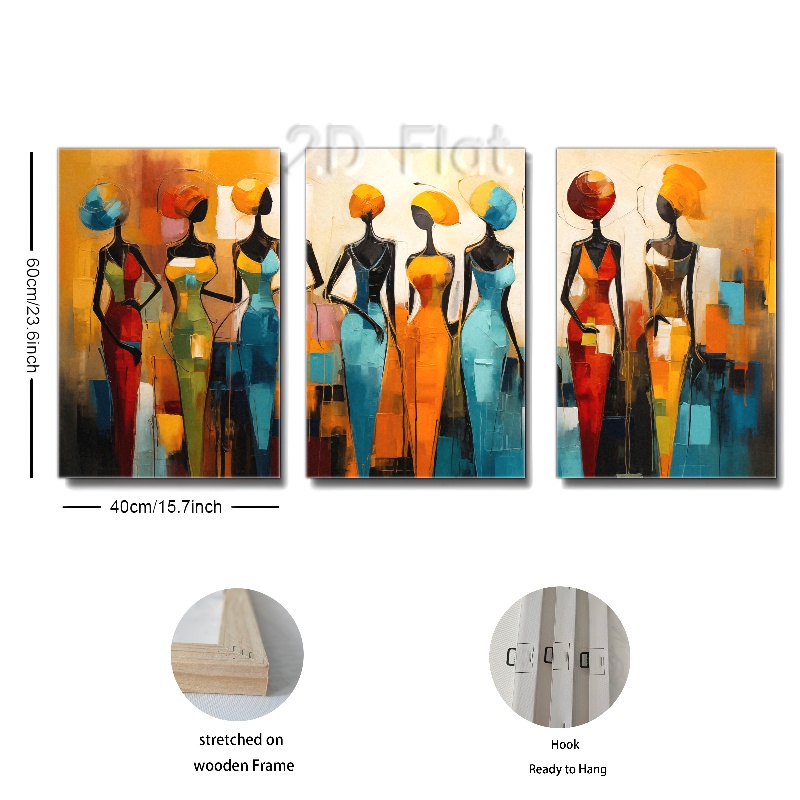 2D Flat
60cm/23.6inch
40cm/15.7inch
stretched on
wooden Frame
Hook
Ready to Hang